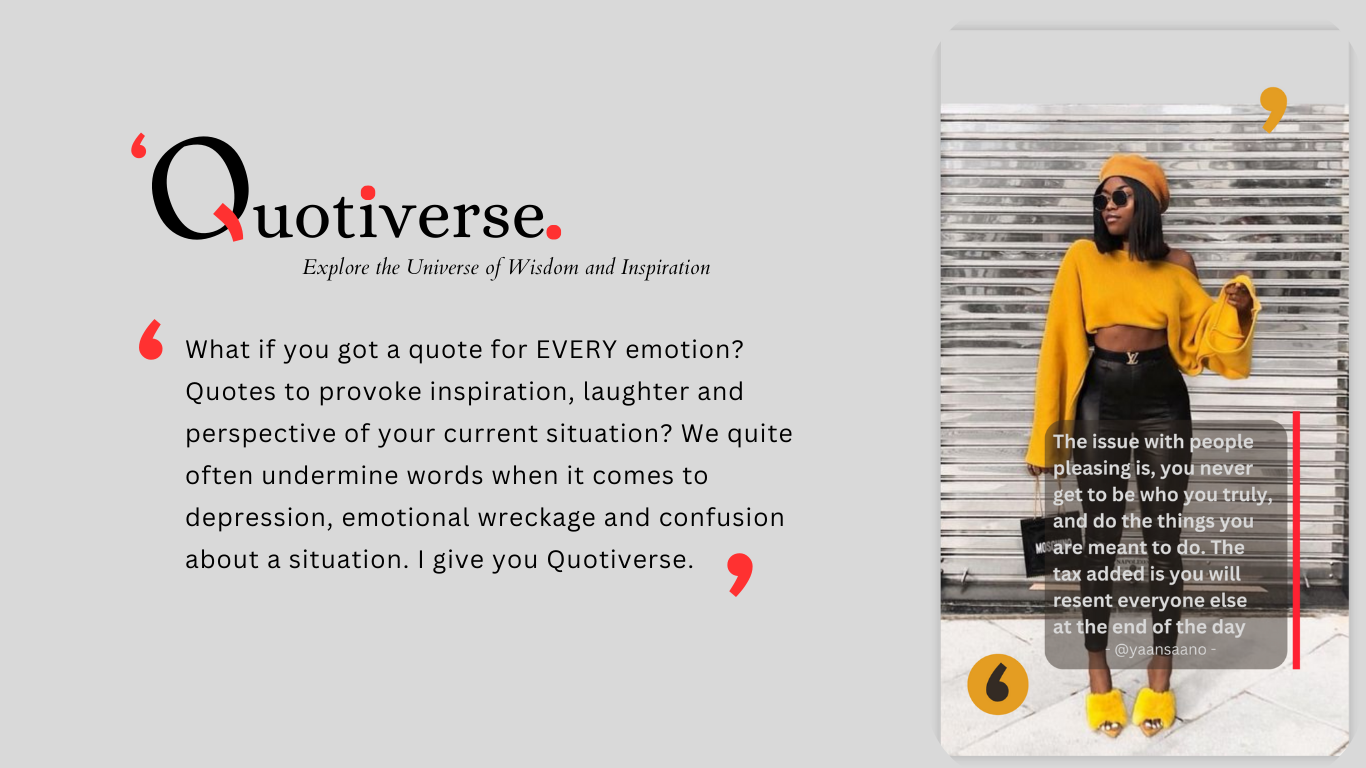 ‘Quotiverse.
Explore the Universe of Wisdom and Inspiration
‘ What if you got a quote for EVERY emotion?
Quotes to provoke inspiration, laughter and
perspective of your current situation? We quite
often undermine words when it comes to
depression, emotional wreckage and confusion
about a situation. I give you Quotiverse. ’
’
LV
The issue with people
pleasing is, you never
get to be who you truly,
and do the things you
are meant to do. The
tax added is you will
resent everyone else
at the end of the day
- @yaansaano -
‘
MOSCHINO